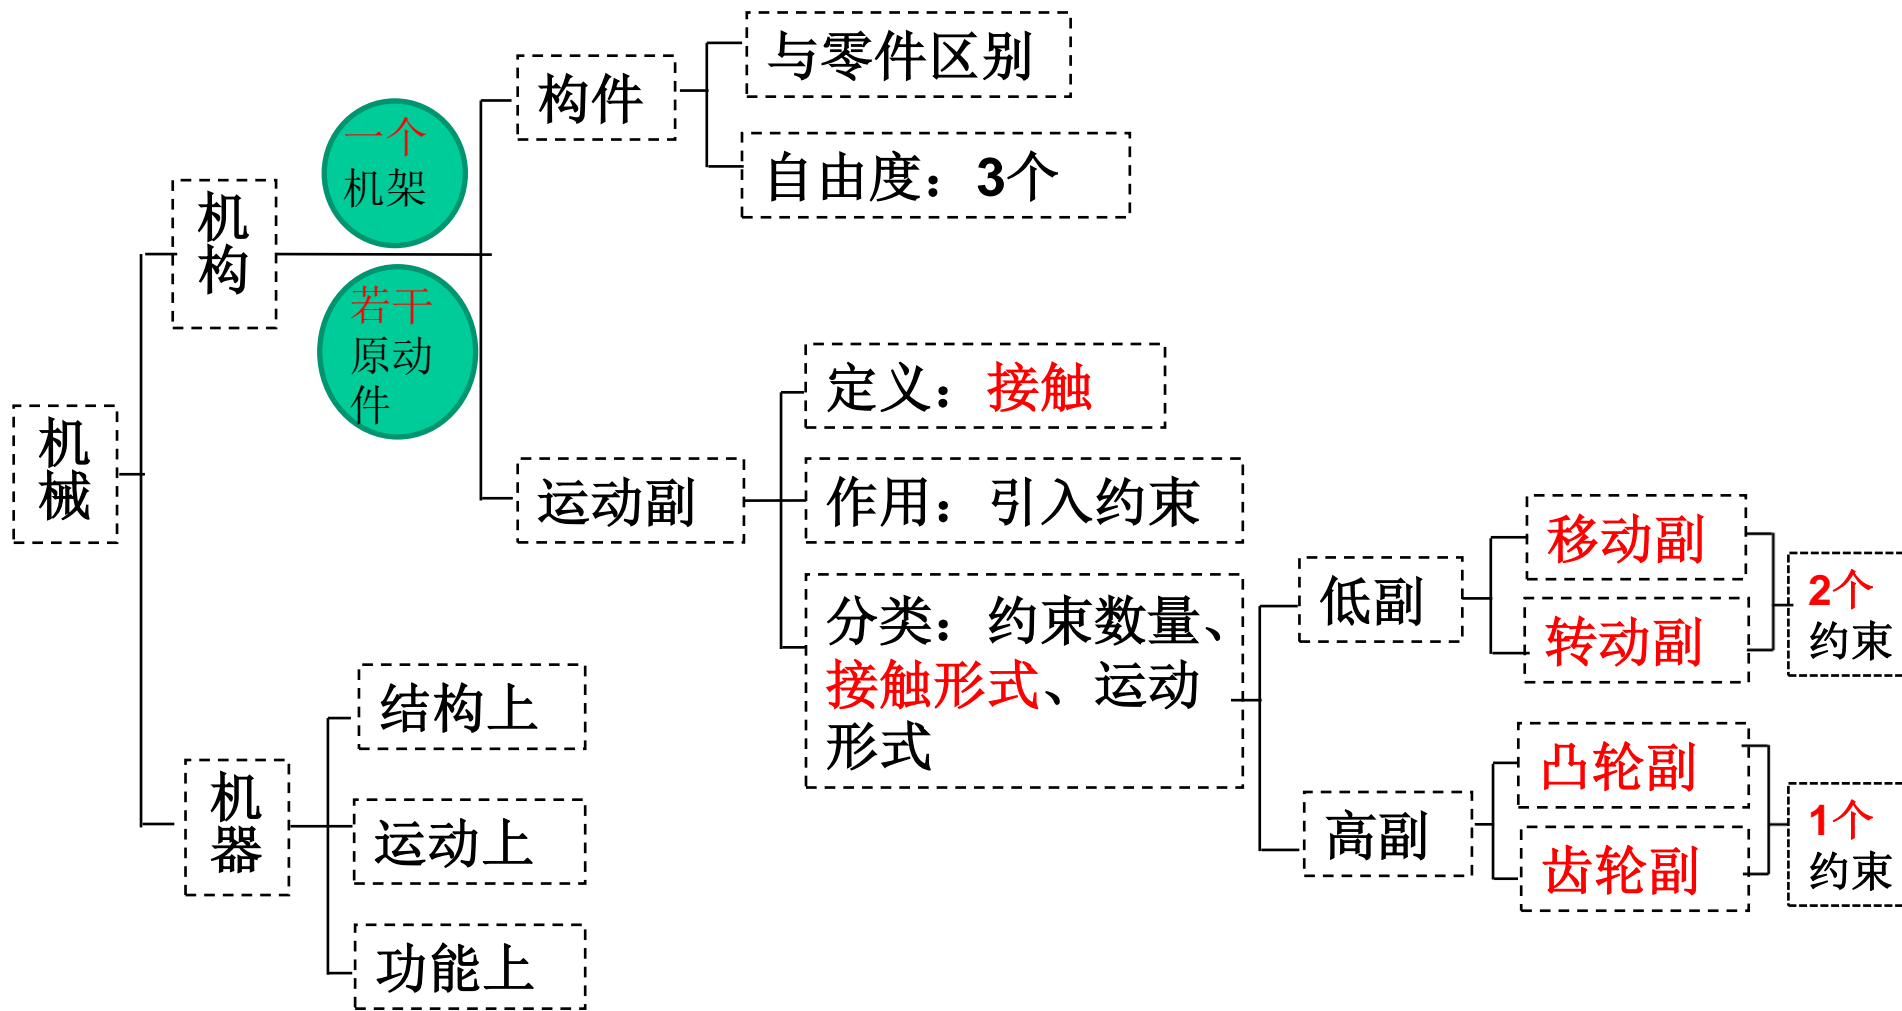 机
械
机
构
一个
机架
若干
原动
件
构件
与零件区别
自由度：3个
运动副
定义：接触
作用：引入约束
分类：约束数量、
接触形式、运动
形式
低副
移动副
转动副
2个
约束
高副
凸轮副
齿轮副
1个
约束
机
器
结构上
运动上
功能上